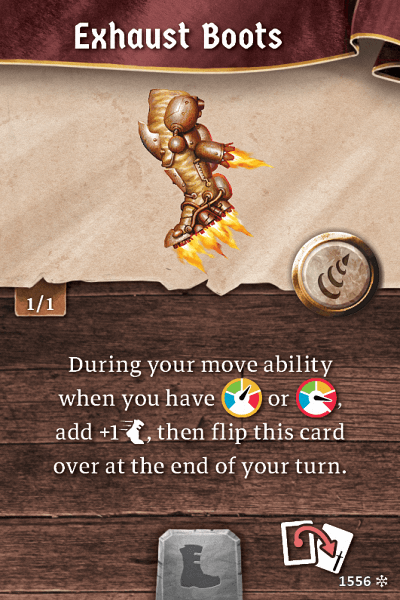 Exhaust Boots
1/1
During your move ability
when you have or ,
add +1 , then flip this card
over at the end of your turn.
1556